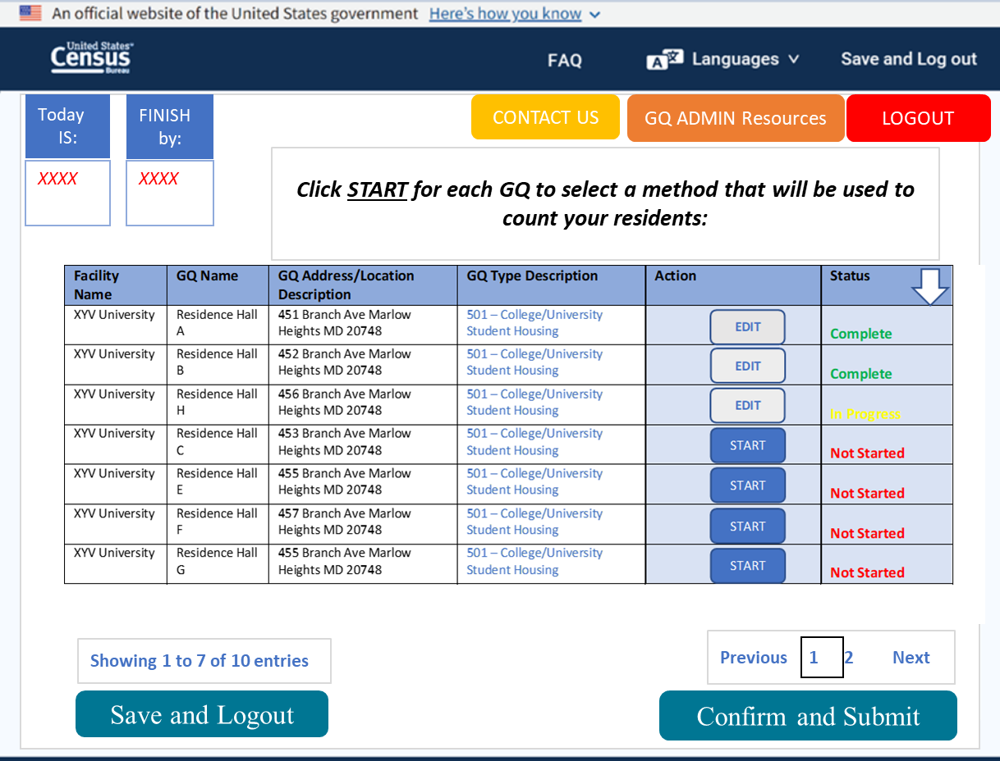 An official website of the United States government Here's how you know
United States®
Census
Bureau
FAQ
Languages
Save and Log out
Today
IS:
FINISH
by:
CONTACT US
GQ ADMIN Resources
LOGOUT
XXXX
XXXX
Click START for each GQ to select a method that will be used to
count your residents:
Facility
Name
GQ Name
GQ Address/Location
Description
GQ Type Description
Action
Status
XYV University
Residence Hall
A
451 Branch Ave Marlow
Heights MD 20748
501 – College/University
Student Housing
EDIT
Complete
XYV University
Residence Hall
B
452 Branch Ave Marlow
Heights MD 20748
501 – College/University
Student Housing
EDIT
Complete
XYV University
Residence Hall
H
456 Branch Ave Marlow
Heights MD 20748
501 – College/University
Student Housing
EDIT
In Progress
XYV University
Residence Hall
C
453 Branch Ave Marlow
Heights MD 20748
501 – College/University
Student Housing
START
Not Started
XYV University
Residence Hall
E
455 Branch Ave Marlow
Heights MD 20748
501 – College/University
Student Housing
START
Not Started
XYV University
Residence Hall
F
457 Branch Ave Marlow
Heights MD 20748
501 – College/University
Student Housing
START
Not Started
XYV University
Residence Hall
G
455 Branch Ave Marlow
Heights MD 20748
501 – College/University
Student Housing
START
Not Started
Showing 1 to 7 of 10 entries
Previous 1 2 Next
Save and Logout
Confirm and Submit